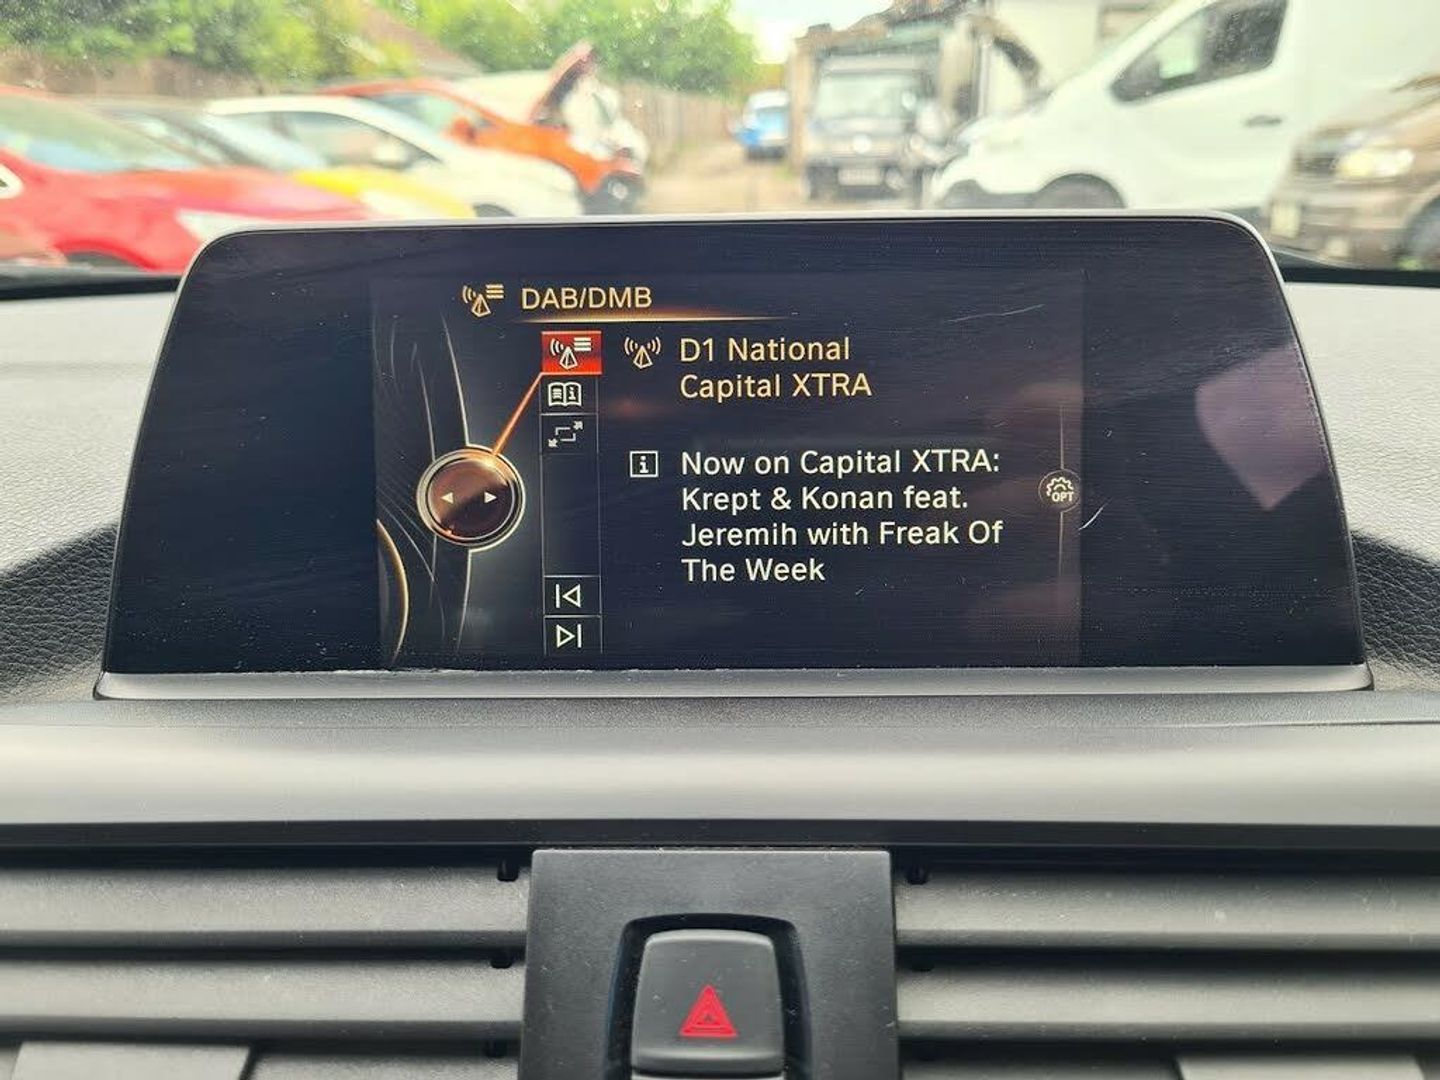 DAB/DMB
D1 National
Capital XTRA
i
Now on Capital XTRA:
Krept & Konan feat.
Jeremih with Freak Of
The Week
OPT